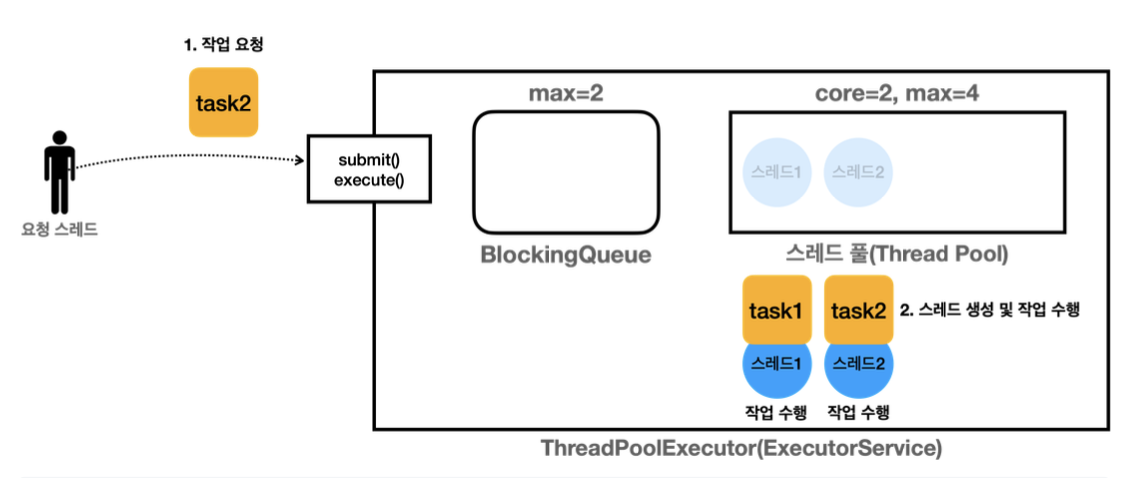 1. 작업 요청
task2
submit()
execute()
요청 스레드
max=2
BlockingQueue
core=2, max=4
스레드1
스레드2
스레드 풀(Thread Pool)
task1
task2
2. 스레드 생성 및 작업 수행
스레드1
스레드2
작업 수행
작업 수행
ThreadPoolExecutor(ExecutorService)